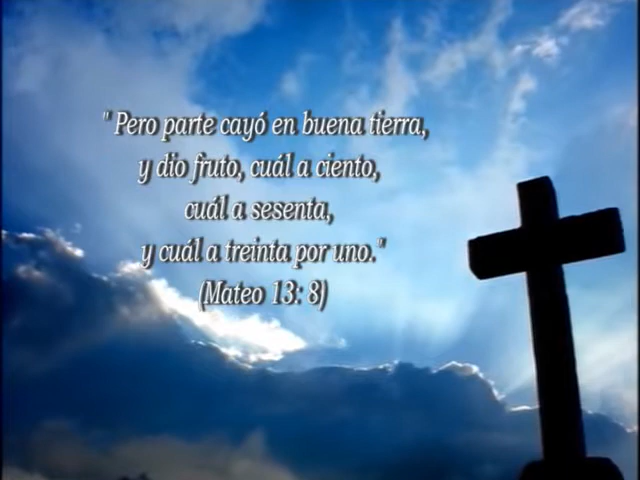 " Pero parte cayó en buena tierra,
y dio fruto, cuál a ciento,
cuál a sesenta,
y cuál a treinta por uno."
(Mateo 13: 8)